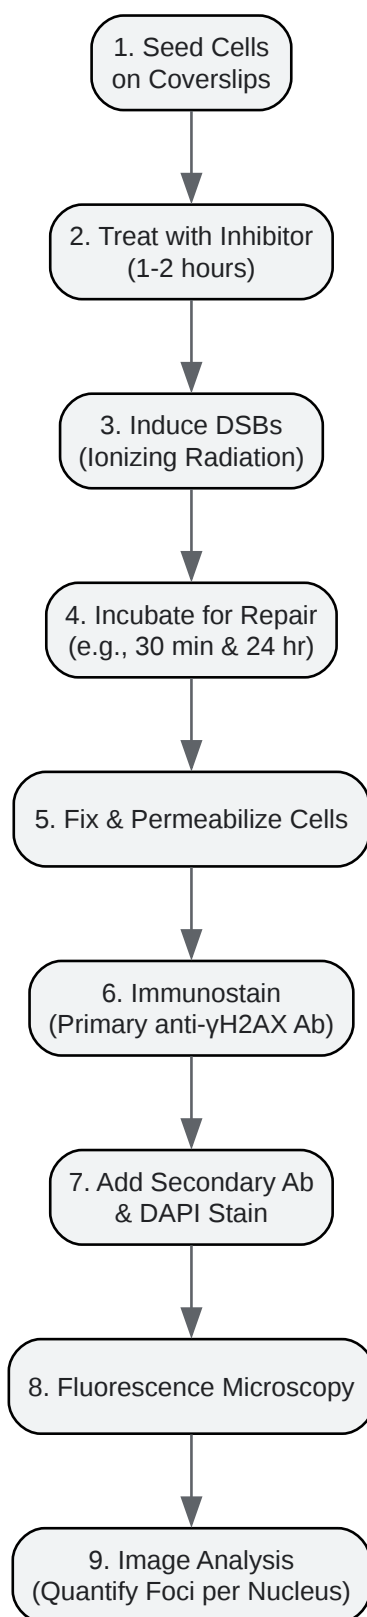 1. Seed Cells
on Coverslips
2. Treat with Inhibitor
(1-2 hours)
3. Induce DSBs
(Ionizing Radiation)
4. Incubate for Repair
(e.g., 30 min & 24 hr)
5. Fix & Permeabilize Cells
6. Immunostain
(Primary anti-γH2AX Ab)
7. Add Secondary Ab
& DAPI Stain
8. Fluorescence Microscopy
9. Image Analysis
(Quantify Foci per Nucleus)